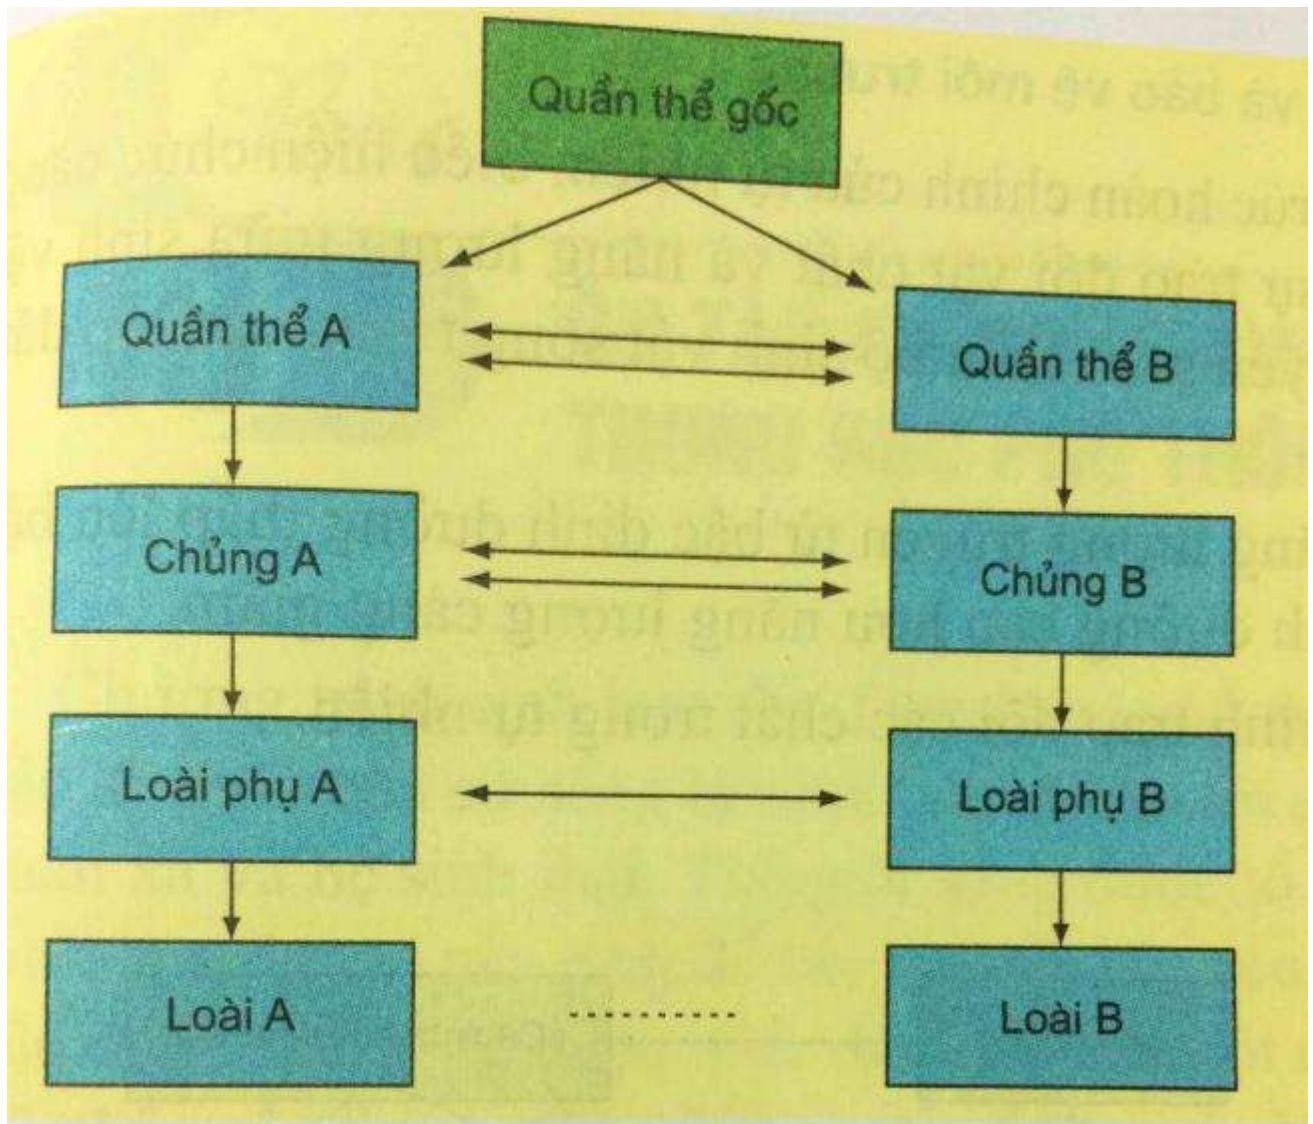 Quần thể gốc
Quần thể A
Quần thể B
Chủng A
Chủng B
Loài phụ A
Loài phụ B
Loài A
Loài B